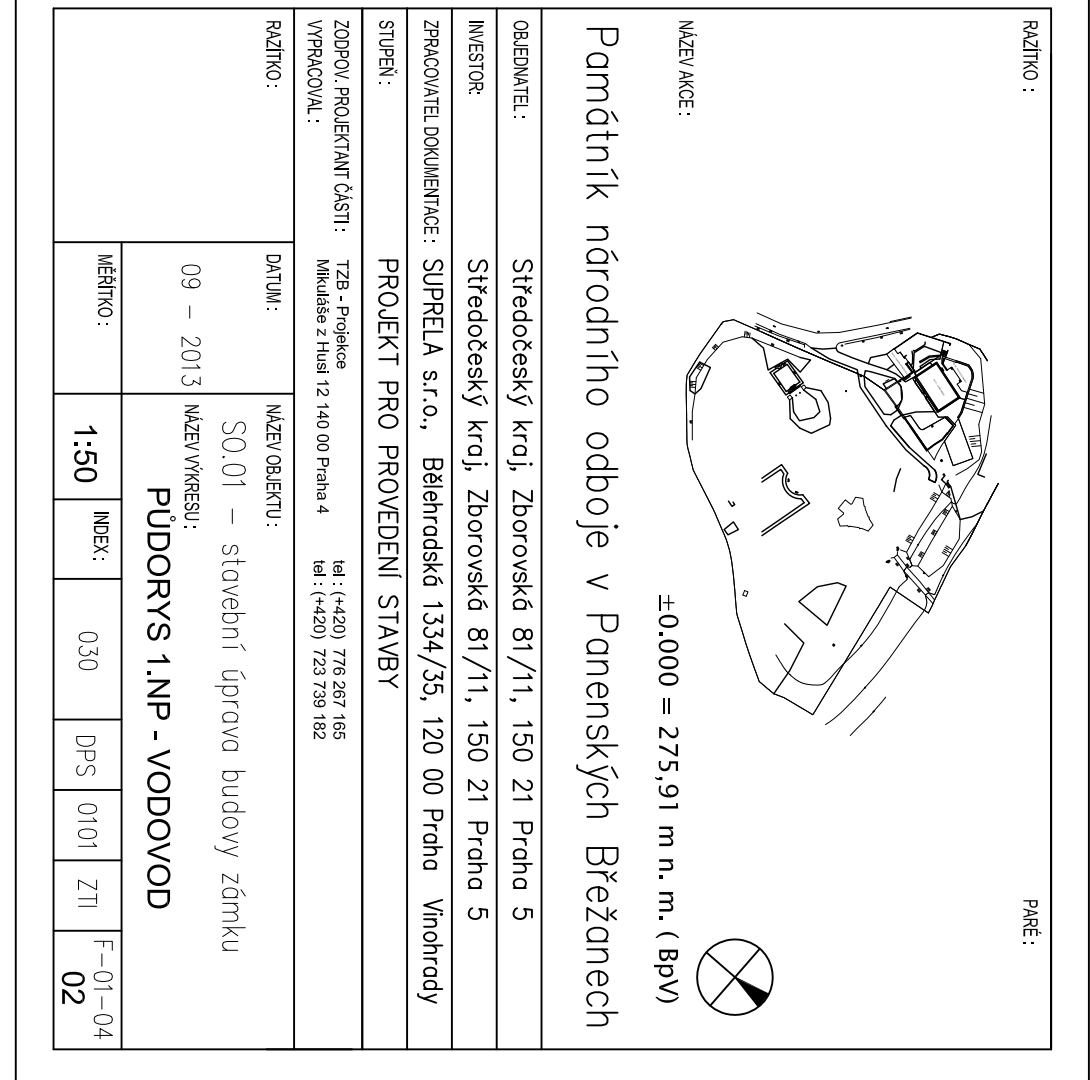 RAZÍTKO :
PARÉ :
±0.000 = 275,91 m n. m. ( BpV)
NÁZEV AKCE :
Památník národního odboje v Panenských Břežanech
OBJEDNATEL : Středočeský kraj, Zborovská 81/11, 150 21 Praha 5
INVESTOR: Středočeský kraj, Zborovská 81/11, 150 21 Praha 5
ZPRACOVATEL DOKUMENTACE : SUPRELA s.r.o., Bělehradská 1334/35, 120 00 Praha Vinohrady
STUPEŇ : PROJEKT PRO PROVEDENÍ STAVBY
ZODPOV. PROJEKTANT ČÁSTI : TZB - Projekce tel : (+420) 776 267 165
VYPRACOVAL : Mikuláše z Husi 12 140 00 Praha 4 tel : (+420) 723 739 182
RAZÍTKO :
DATUM :
09 – 2013
NÁZEV OBJEKTU :
SO.01 – stavební úprava budovy zámku
NÁZEV VÝKRESU :
PŮDORYS 1.NP - VODOVOD
MĚŘÍTKO :
1:50
INDEX :
030
DPS
0101
ZTI
F-01-04
02